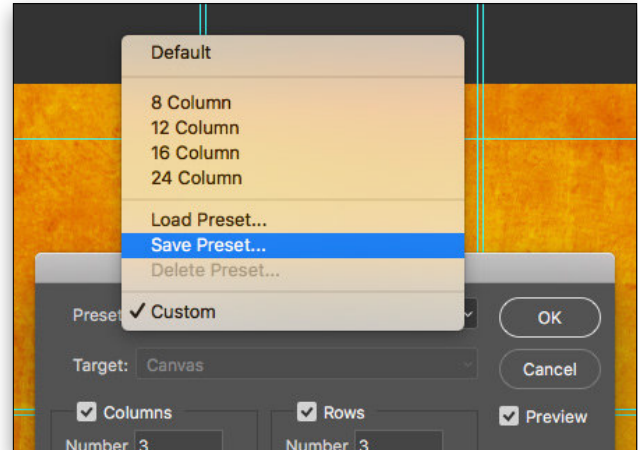 Default
8 Column
12 Column
16 Column
24 Column
Load Preset...
Save Preset...
Delete Preset...
Preset ✓ Custom OK
Target: Canvas Cancel
Columns Rows Preview
Number 3 Number 3